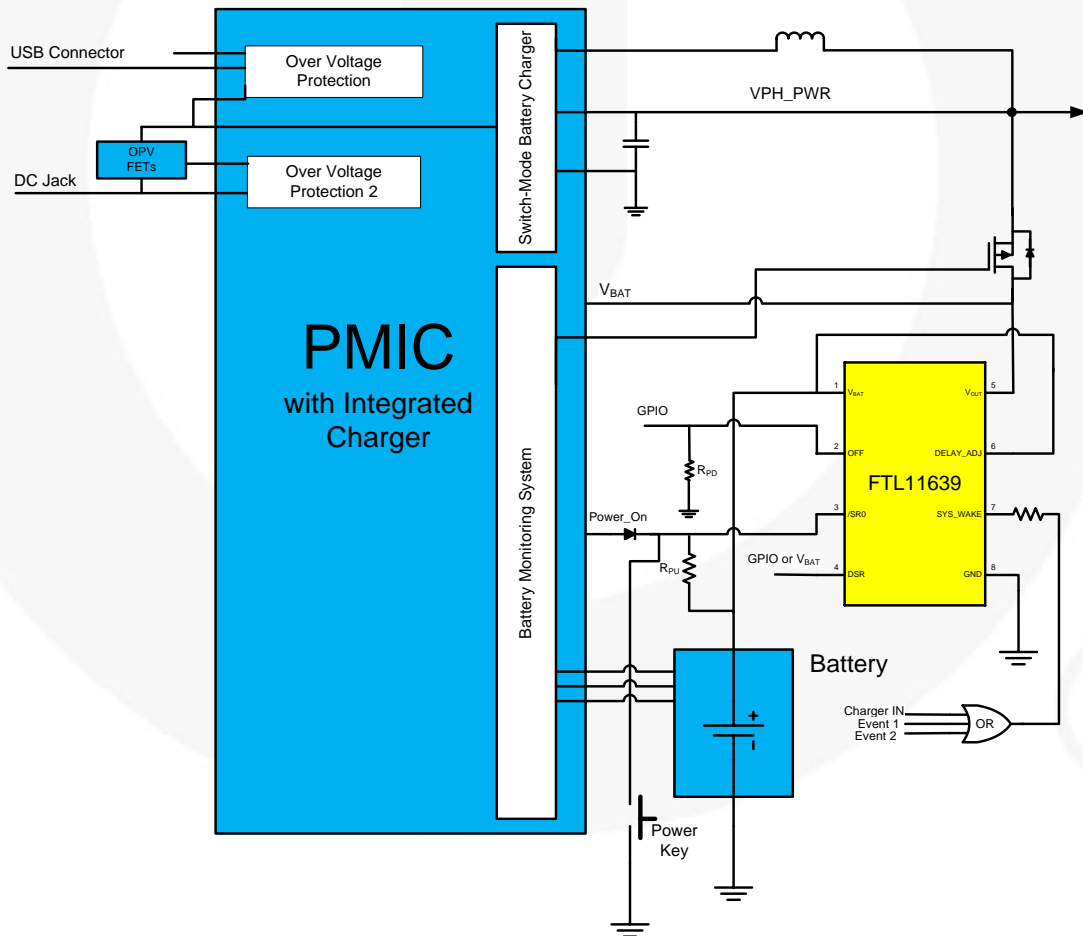 USB Connector
Over Voltage
Protection
OPV
FETs
DC Jack
Over Voltage
Protection 2
Switch-Mode Battery Charger
VPH_PWR
PMIC
with Integrated
Charger
Battery Monitoring System
VBAT
GPIO
RPD
Power_On
RPU
GPIO or VBAT
1 VBAT
VOUT 5
2 OFF
DELAY_ADJ 6
FTL11639
3 /SR0
SYS_WAKE 7
4 DSR
GND 8
Battery
+
Charger IN
Event 1
Event 2
OR
Power
Key